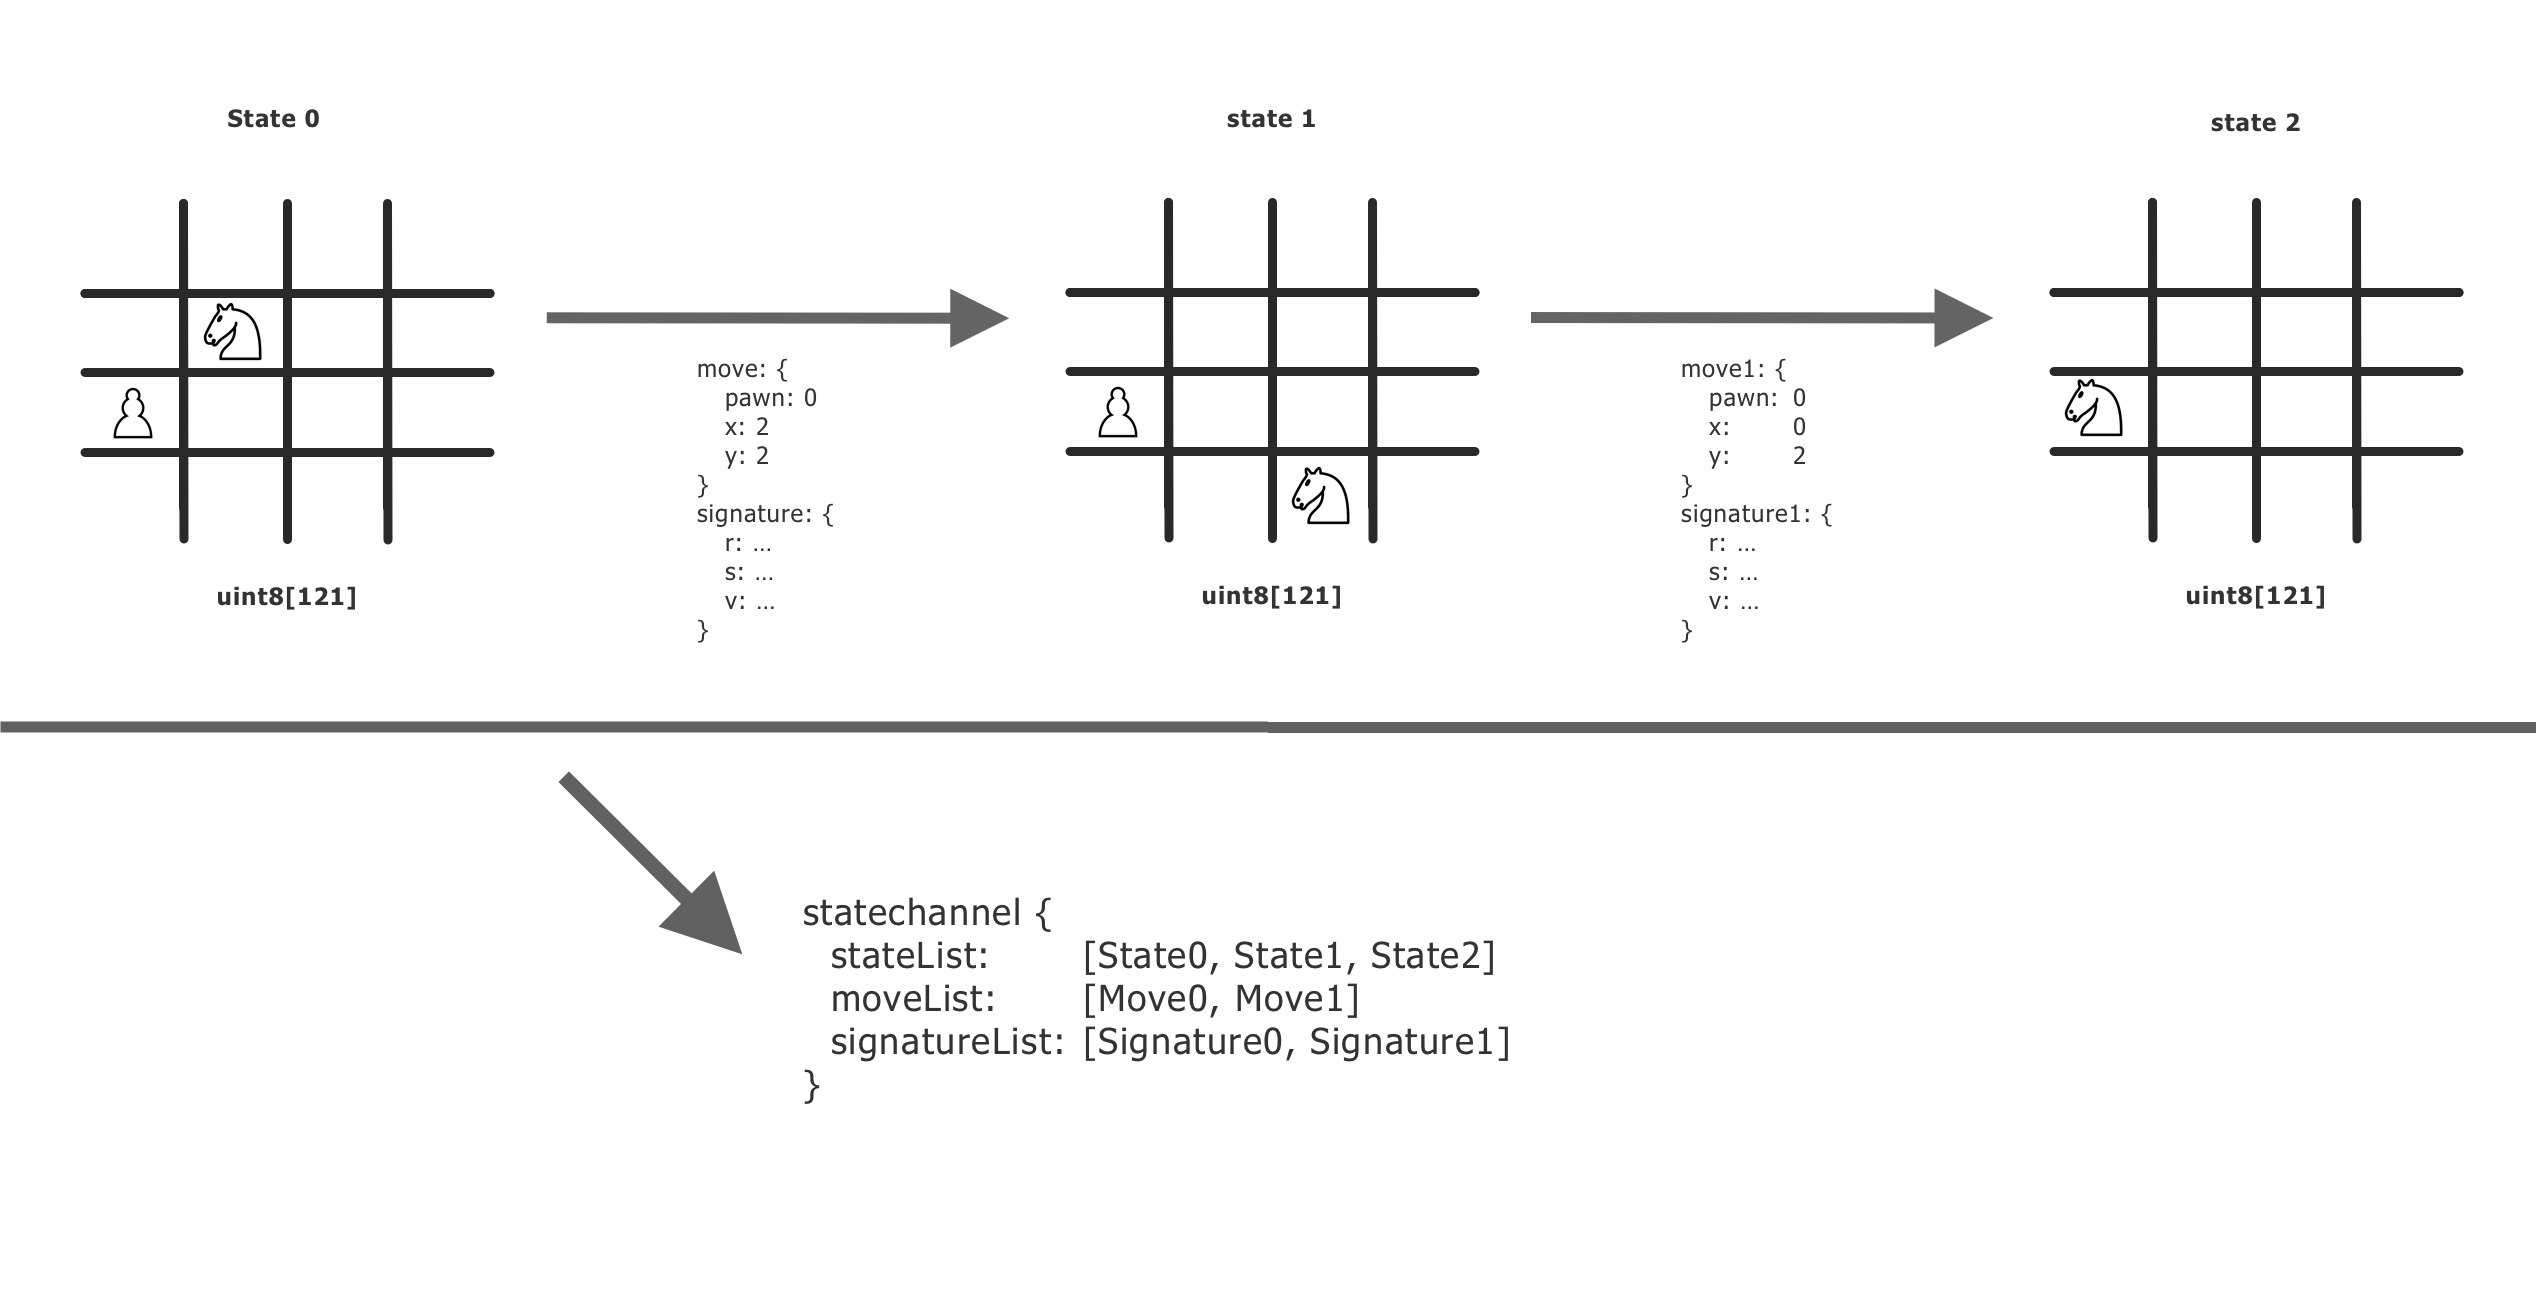 State 0
state 1
state 2
move: {
pawn: 0
x: 2
y: 2
}
signature: {
r: ...
s: ...
v: ...
}
move1: {
pawn: 0
x: 0
y: 2
}
signature1: {
r: ...
s: ...
v: ...
}
uint8[121]
uint8[121]
uint8[121]
statechannel {
stateList: [State0, State1, State2]
moveList: [Move0, Move1]
signatureList: [Signature0, Signature1]
}